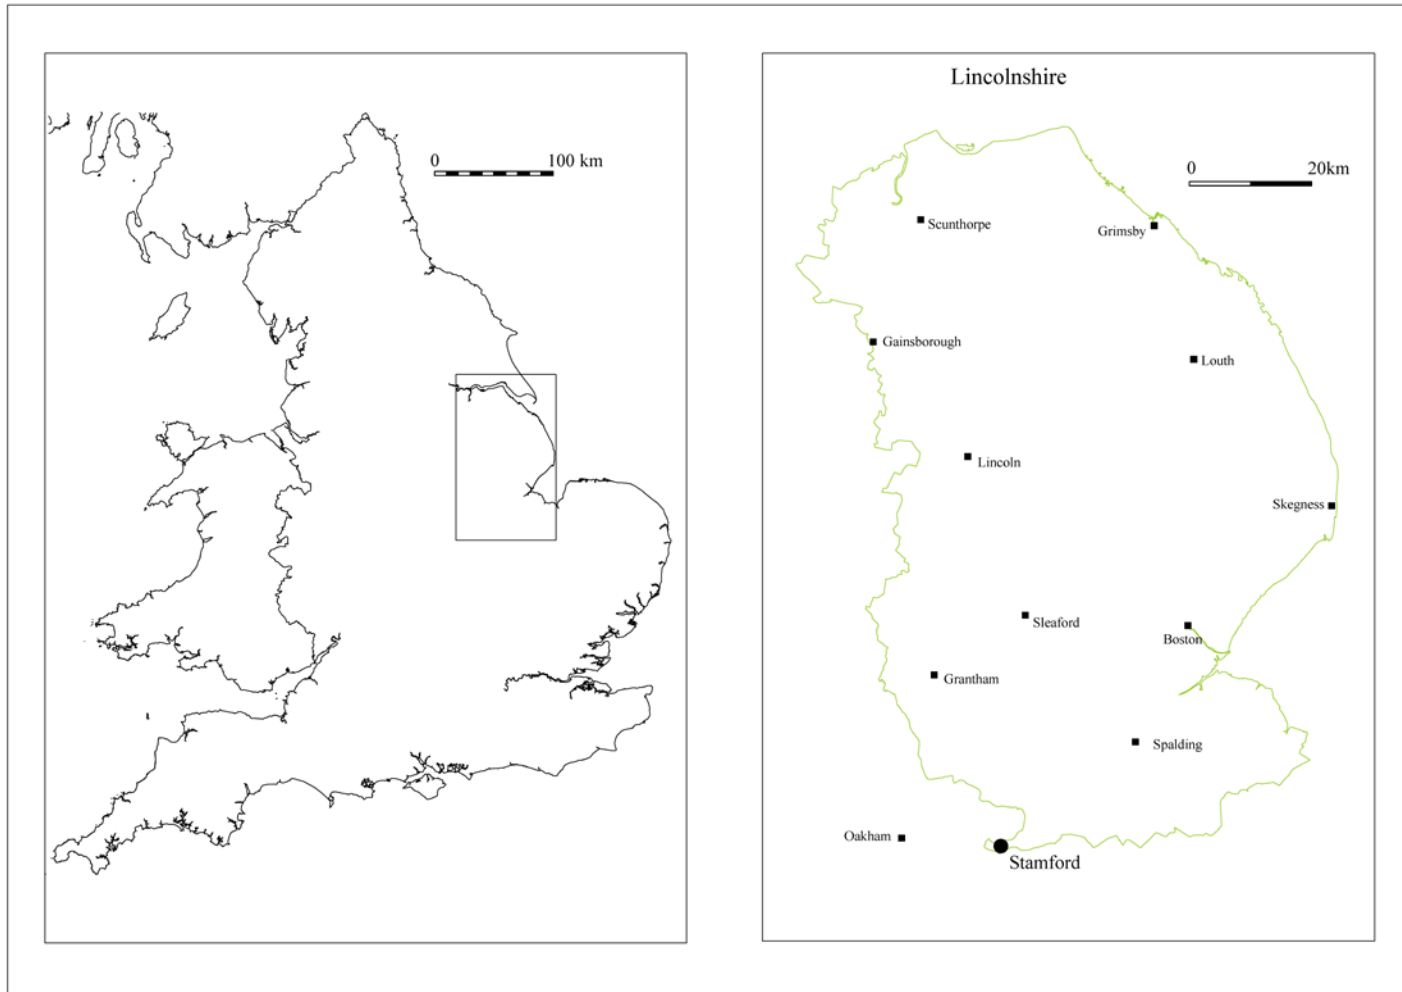 0 100 km
Lincolnshire
0 20km
Scunthorpe
Grimsby
Gainsborough
Louth
Lincoln
Skegness
Sleaford
Boston
Grantham
Spalding
Oakham
Stamford